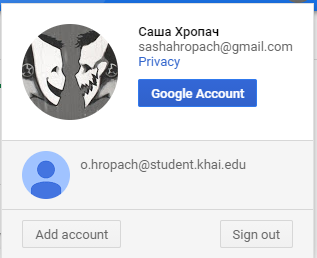 Саша Хропач
sashahropach@gmail.com
Privacy
Google Account
o.hropach@student.khai.edu
Add account
Sign out